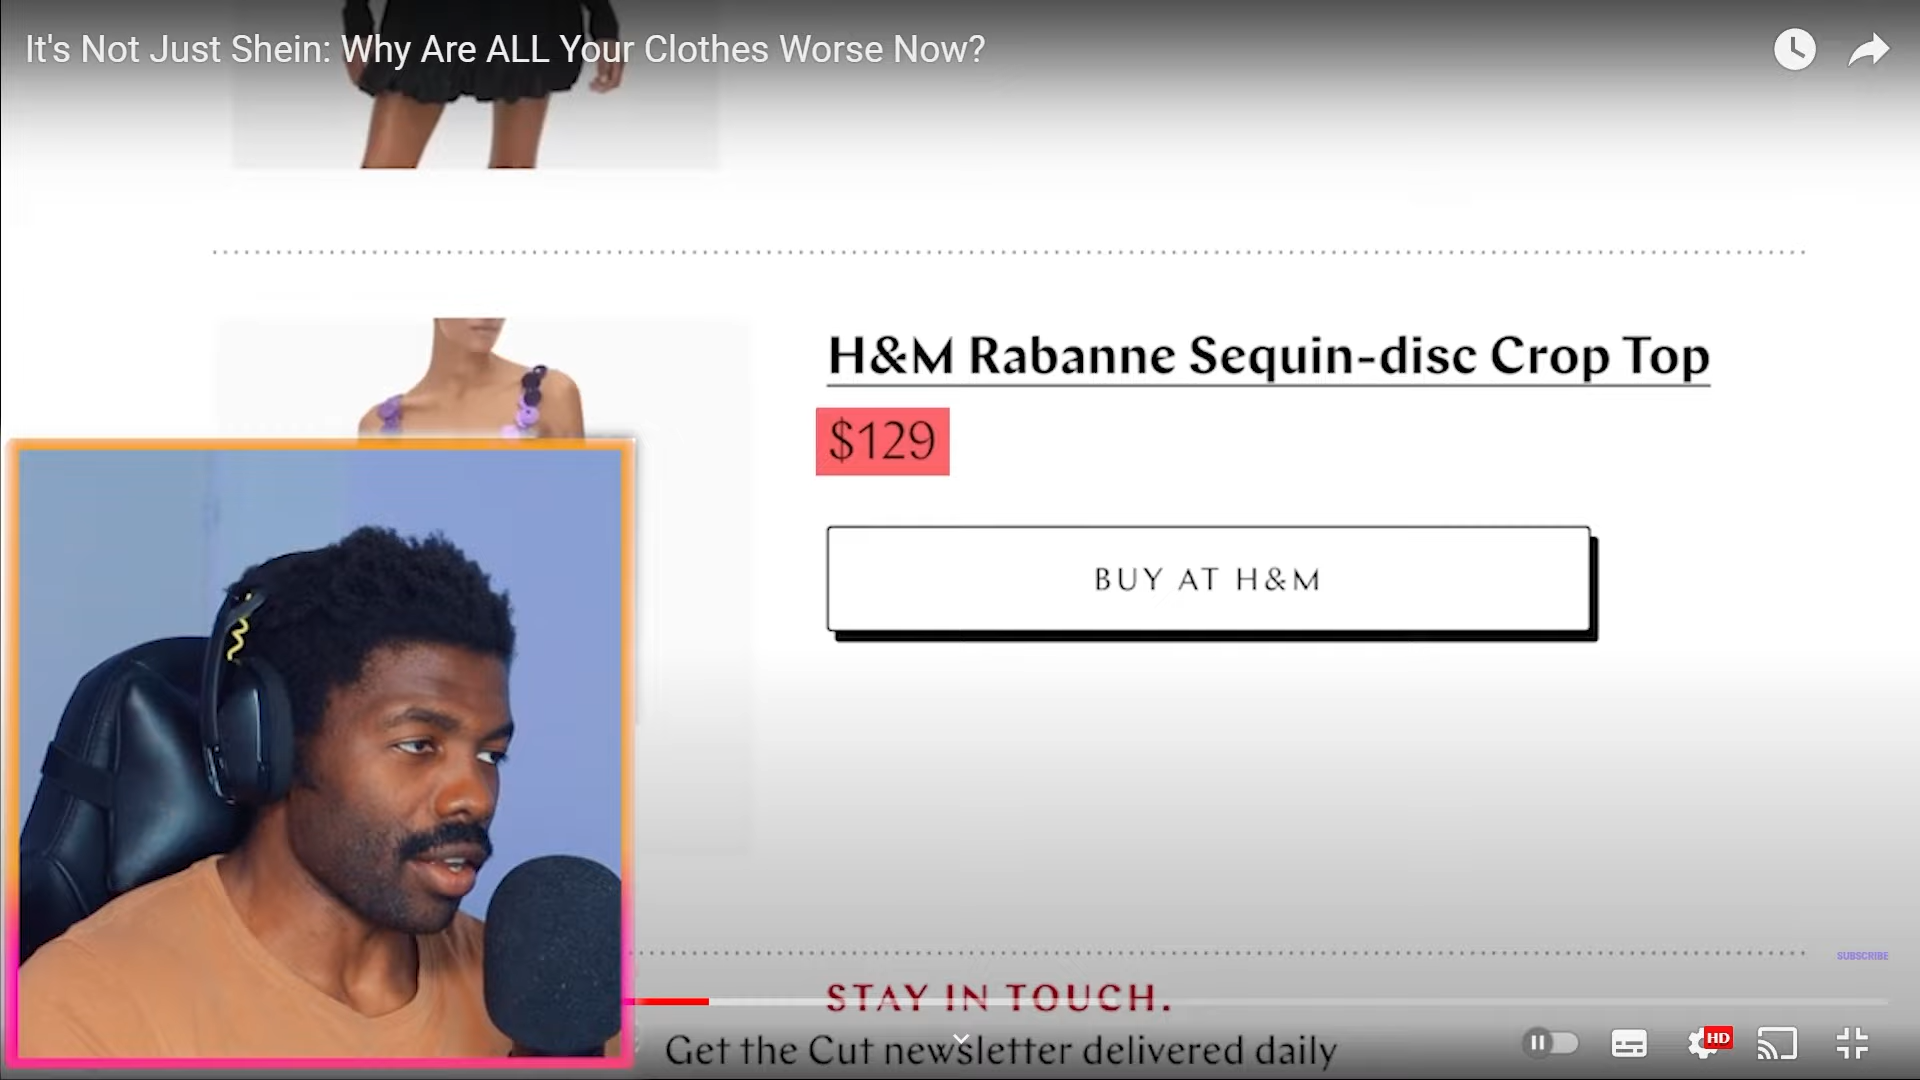 It's Not Just Shein: Why Are ALL Your Clothes Worse Now?
H&M Rabanne Sequin-disc Crop Top
$129
BUY AT H&M
SUBSCRIBE
STAY IN TOUCH.
Get the Cut newsletter delivered daily
HD